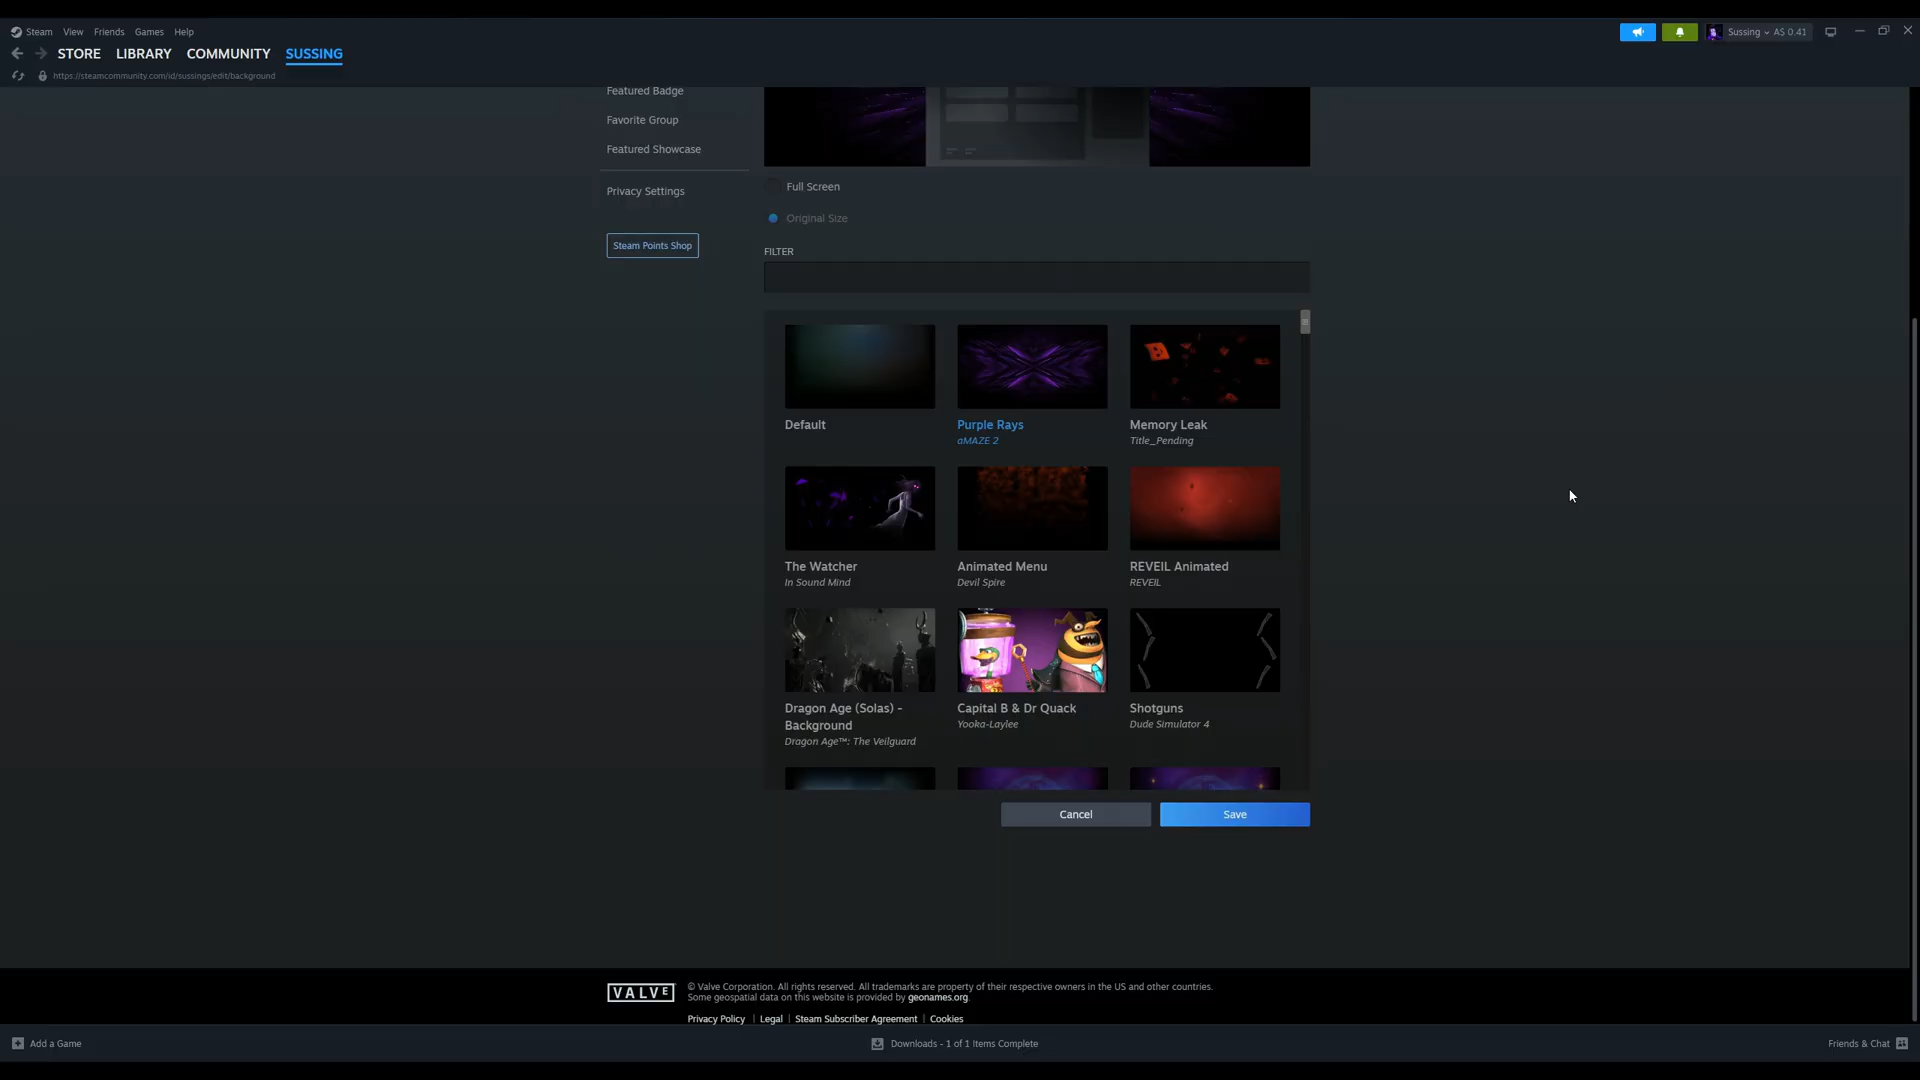 Steam View Friends Games Help
Sussing AS 0.41
STORE LIBRARY COMMUNITY SUSSING
https://steamcommunity.com/id/sussings/edit/background
Featured Badge
Favorite Group
Featured Showcase
Privacy Settings
Steam Points Shop
Full Screen
Original Size
FILTER
Default
Purple Rays
aMAZE 2
Memory Leak
Title_Pending
The Watcher
In Sound Mind
Animated Menu
Devil Spire
REVEIL Animated
REVEIL
Dragon Age (Solas) -
Background
Dragon Age™: The Veilguard
Capital B & Dr Quack
Yooka-Laylee
Shotguns
Dude Simulator 4
Cancel Save
VALVE
© Valve Corporation. All rights reserved. All trademarks are property of their respective owners in the US and other countries.
Some geospatial data on this website is provided by geonames.org.
Privacy Policy | Legal | Steam Subscriber Agreement | Cookies
Add a Game
Downloads - 1 of 1 Items Complete
Friends & Chat